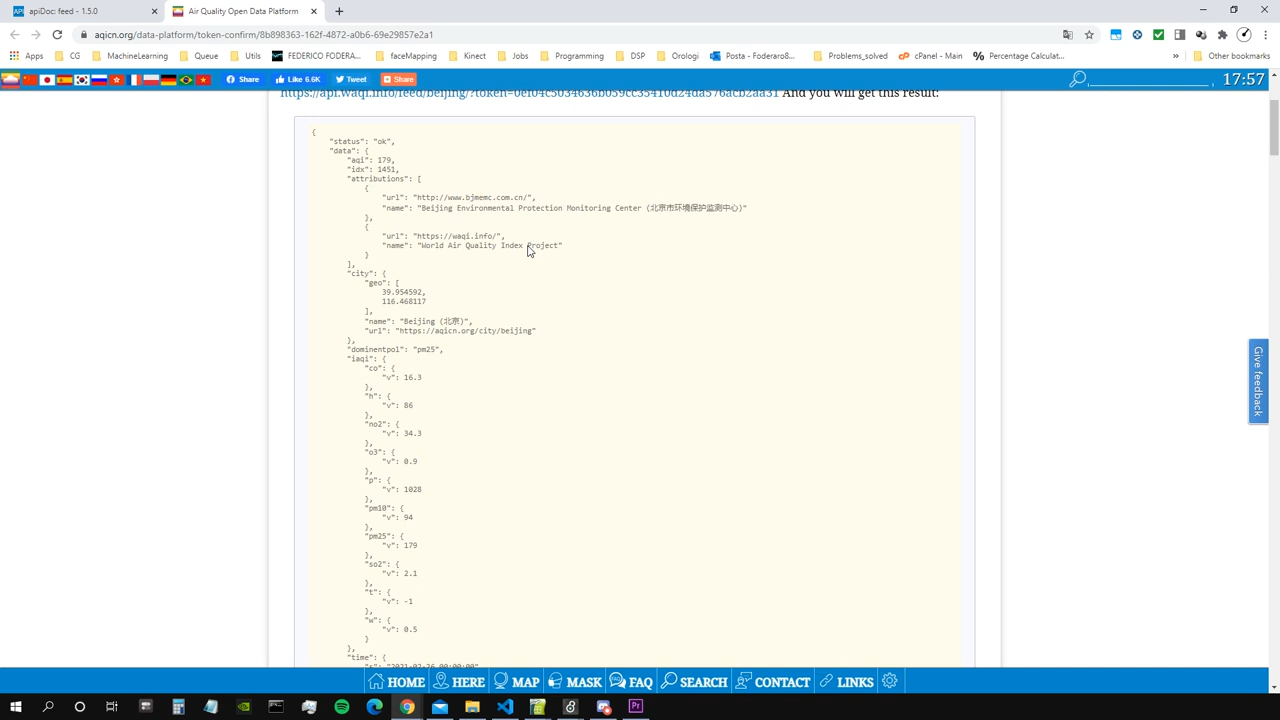 apiDoc: feed - 1.5.0
Air Quality Open Data Platform
aqicn.org/data-platform/token-confirm/8b898363-162f-4872-a0b6-69e29857e2a1
Apps CG MachineLearning Queue Utils FEDERICO FODERA... faceMapping Kinect Jobs Programming DSP Orologi Posta - Foderaro8... Problems_solved cPanel - Main Percentage Calculat... » Other bookmarks
Share Like 6.6K Tweet Share 17:57
And you will get this result:
{
"status": "ok",
"data": {
"aqi": 179,
"idx": 1451,
"attributions": [
{
"url": "http://www.bjmemc.com.cn/",
"name": "Beijing Environmental Protection Monitoring Center (北京市环境保护监测中心)"
},
{
"url": "https://waqi.info/",
"name": "World Air Quality Index Project"
}
],
"city": {
"geo": [
39.954592,
116.468117
],
"name": "Beijing (北京)",
"url": "https://aqicn.org/city/beijing"
},
"dominentpol": "pm25",
"iaqi": {
"co": {
"v": 16.3
},
"h": {
"v": 86
},
"no2": {
"v": 34.3
},
"o3": {
"v": 0.9
},
"p": {
"v": 1028
},
"pm10": {
"v": 94
},
"pm25": {
"v": 179
},
"so2": {
"v": 2.1
},
"t": {
"v": -1
},
"w": {
"v": 0.5
}
},
"time": {
Give feedback
HOME HERE MAP MASK FAQ SEARCH CONTACT LINKS